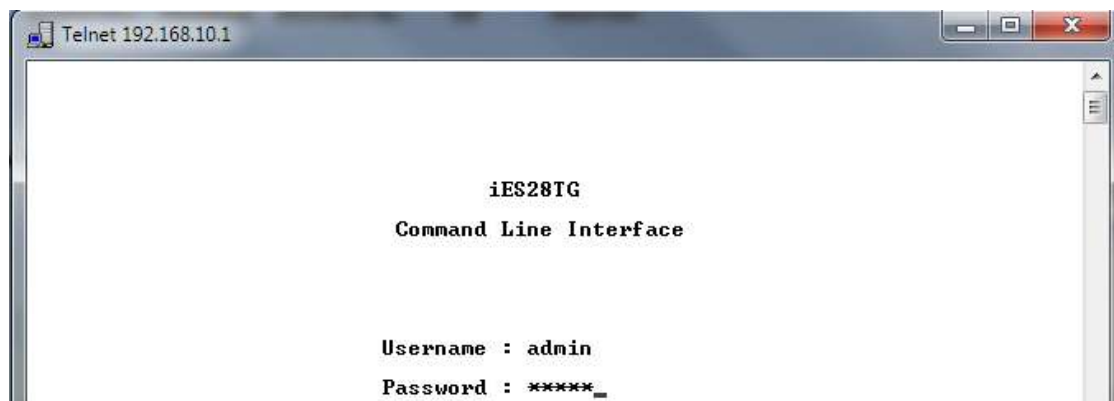 Telnet 192.168.10.1
iES28TG
Command Line Interface
Username : admin
Password : *****_